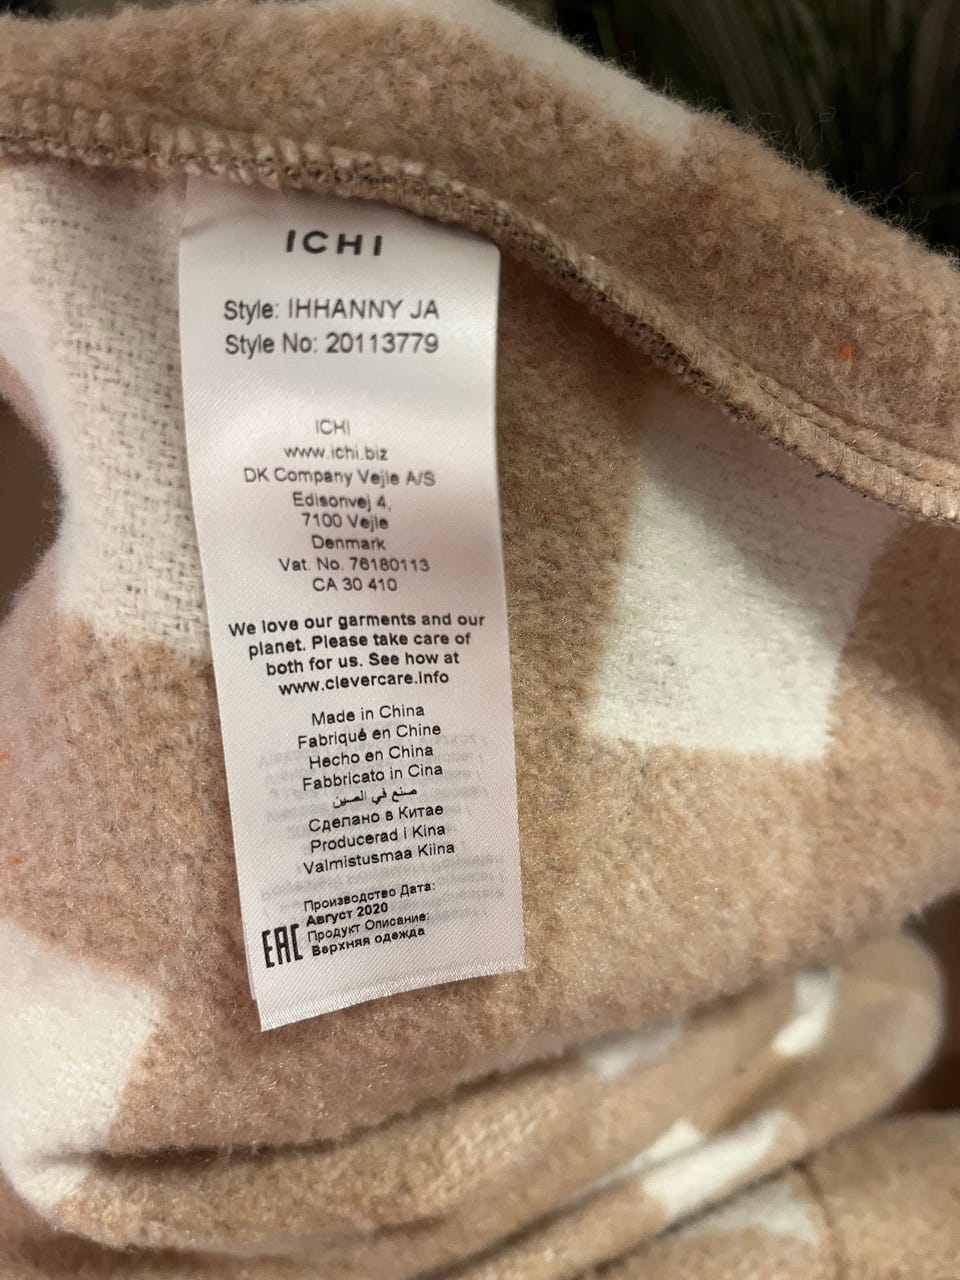 ICHI
Style: IHHANNY JA
Style No: 20113779
ICHI
www.ichi.biz
DK Company Vejle A/S
Edisonvej 4,
7100 Vejle
Denmark
Vat. No. 76180113
CA 30 410
We love our garments and our
planet. Please take care of
both for us. See how at
www.clevercare.info
Made in China
Fabriqué en Chine
Hecho en China
Fabbricato in Cina
صنع في الصين
Сделано в Китае
Producerad i Kina
Valmistusmaa Kiina
Производство Дата:
Август 2020
Продукт Описание:
Верхняя одежда
EAC